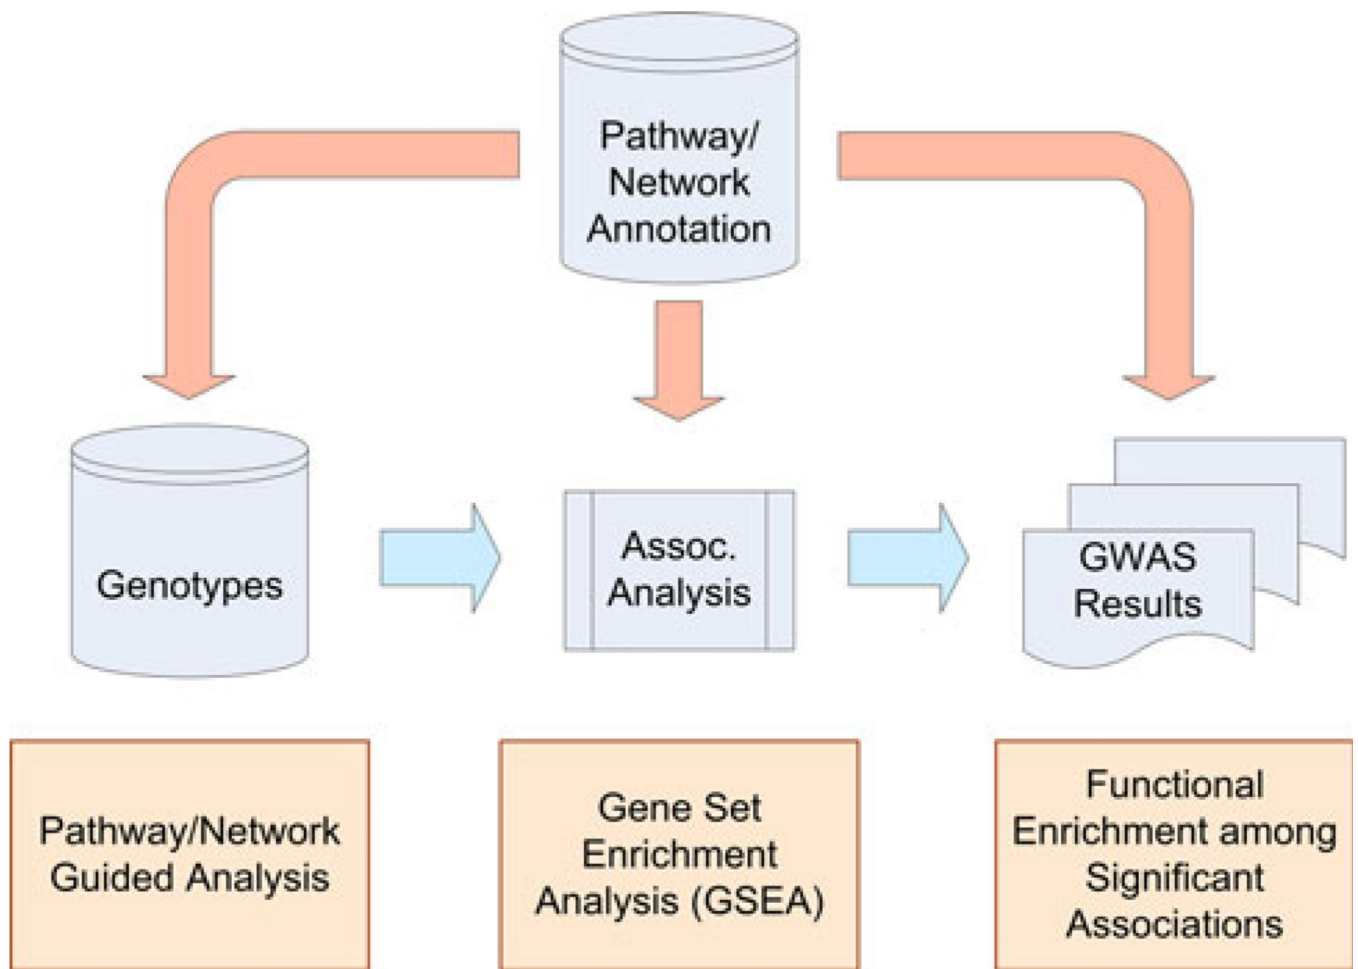 Pathway/
Network
Annotation
Genotypes
Assoc.
Analysis
GWAS
Results
Pathway/Network
Guided Analysis
Gene Set
Enrichment
Analysis (GSEA)
Functional
Enrichment among
Significant
Associations